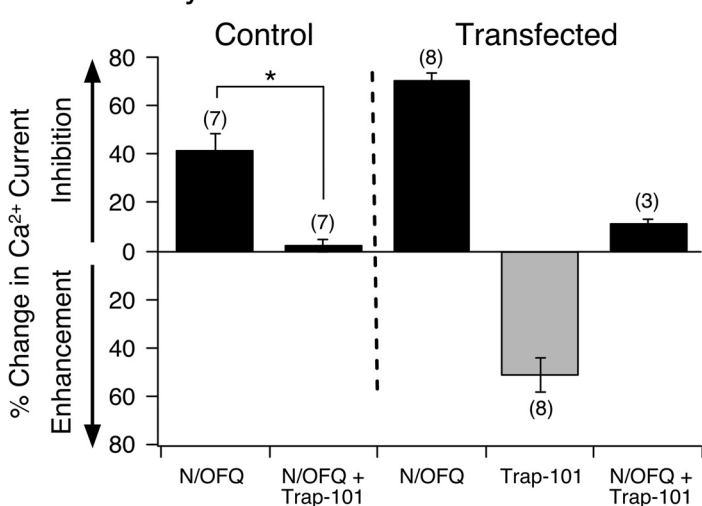 Control
Transfected
% Change in Ca²⁺ Current
Inhibition
Enhancement
80
60
40
20
0
20
40
60
80
(7)
*
(7)
(8)
(8)
(3)
N/OFQ
N/OFQ +
Trap-101
N/OFQ
Trap-101
N/OFQ +
Trap-101